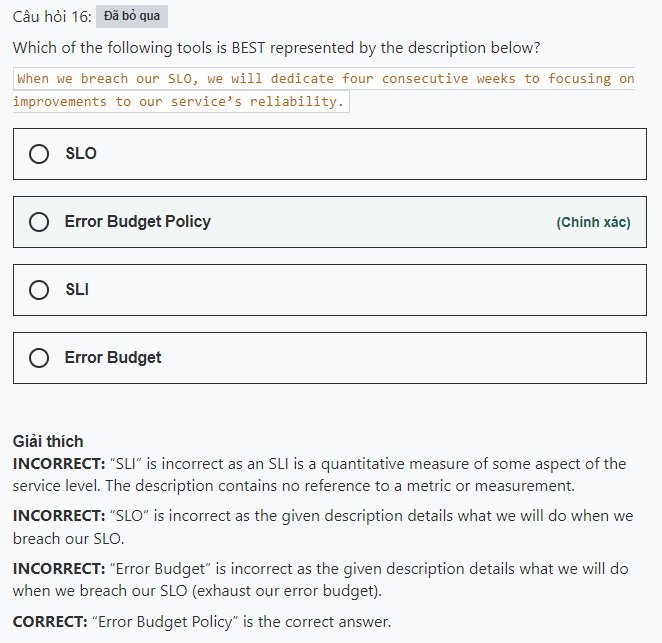 Câu hỏi 16: Đã bỏ qua
Which of the following tools is BEST represented by the description below?
When we breach our SLO, we will dedicate four consecutive weeks to focusing on
improvements to our service’s reliability.
SLO
Error Budget Policy (Chính xác)
SLI
Error Budget
Giải thích
INCORRECT: “SLI” is incorrect as an SLI is a quantitative measure of some aspect of the
service level. The description contains no reference to a metric or measurement.
INCORRECT: “SLO” is incorrect as the given description details what we will do when we
breach our SLO.
INCORRECT: “Error Budget” is incorrect as the given description details what we will do
when we breach our SLO (exhaust our error budget).
CORRECT: “Error Budget Policy” is the correct answer.